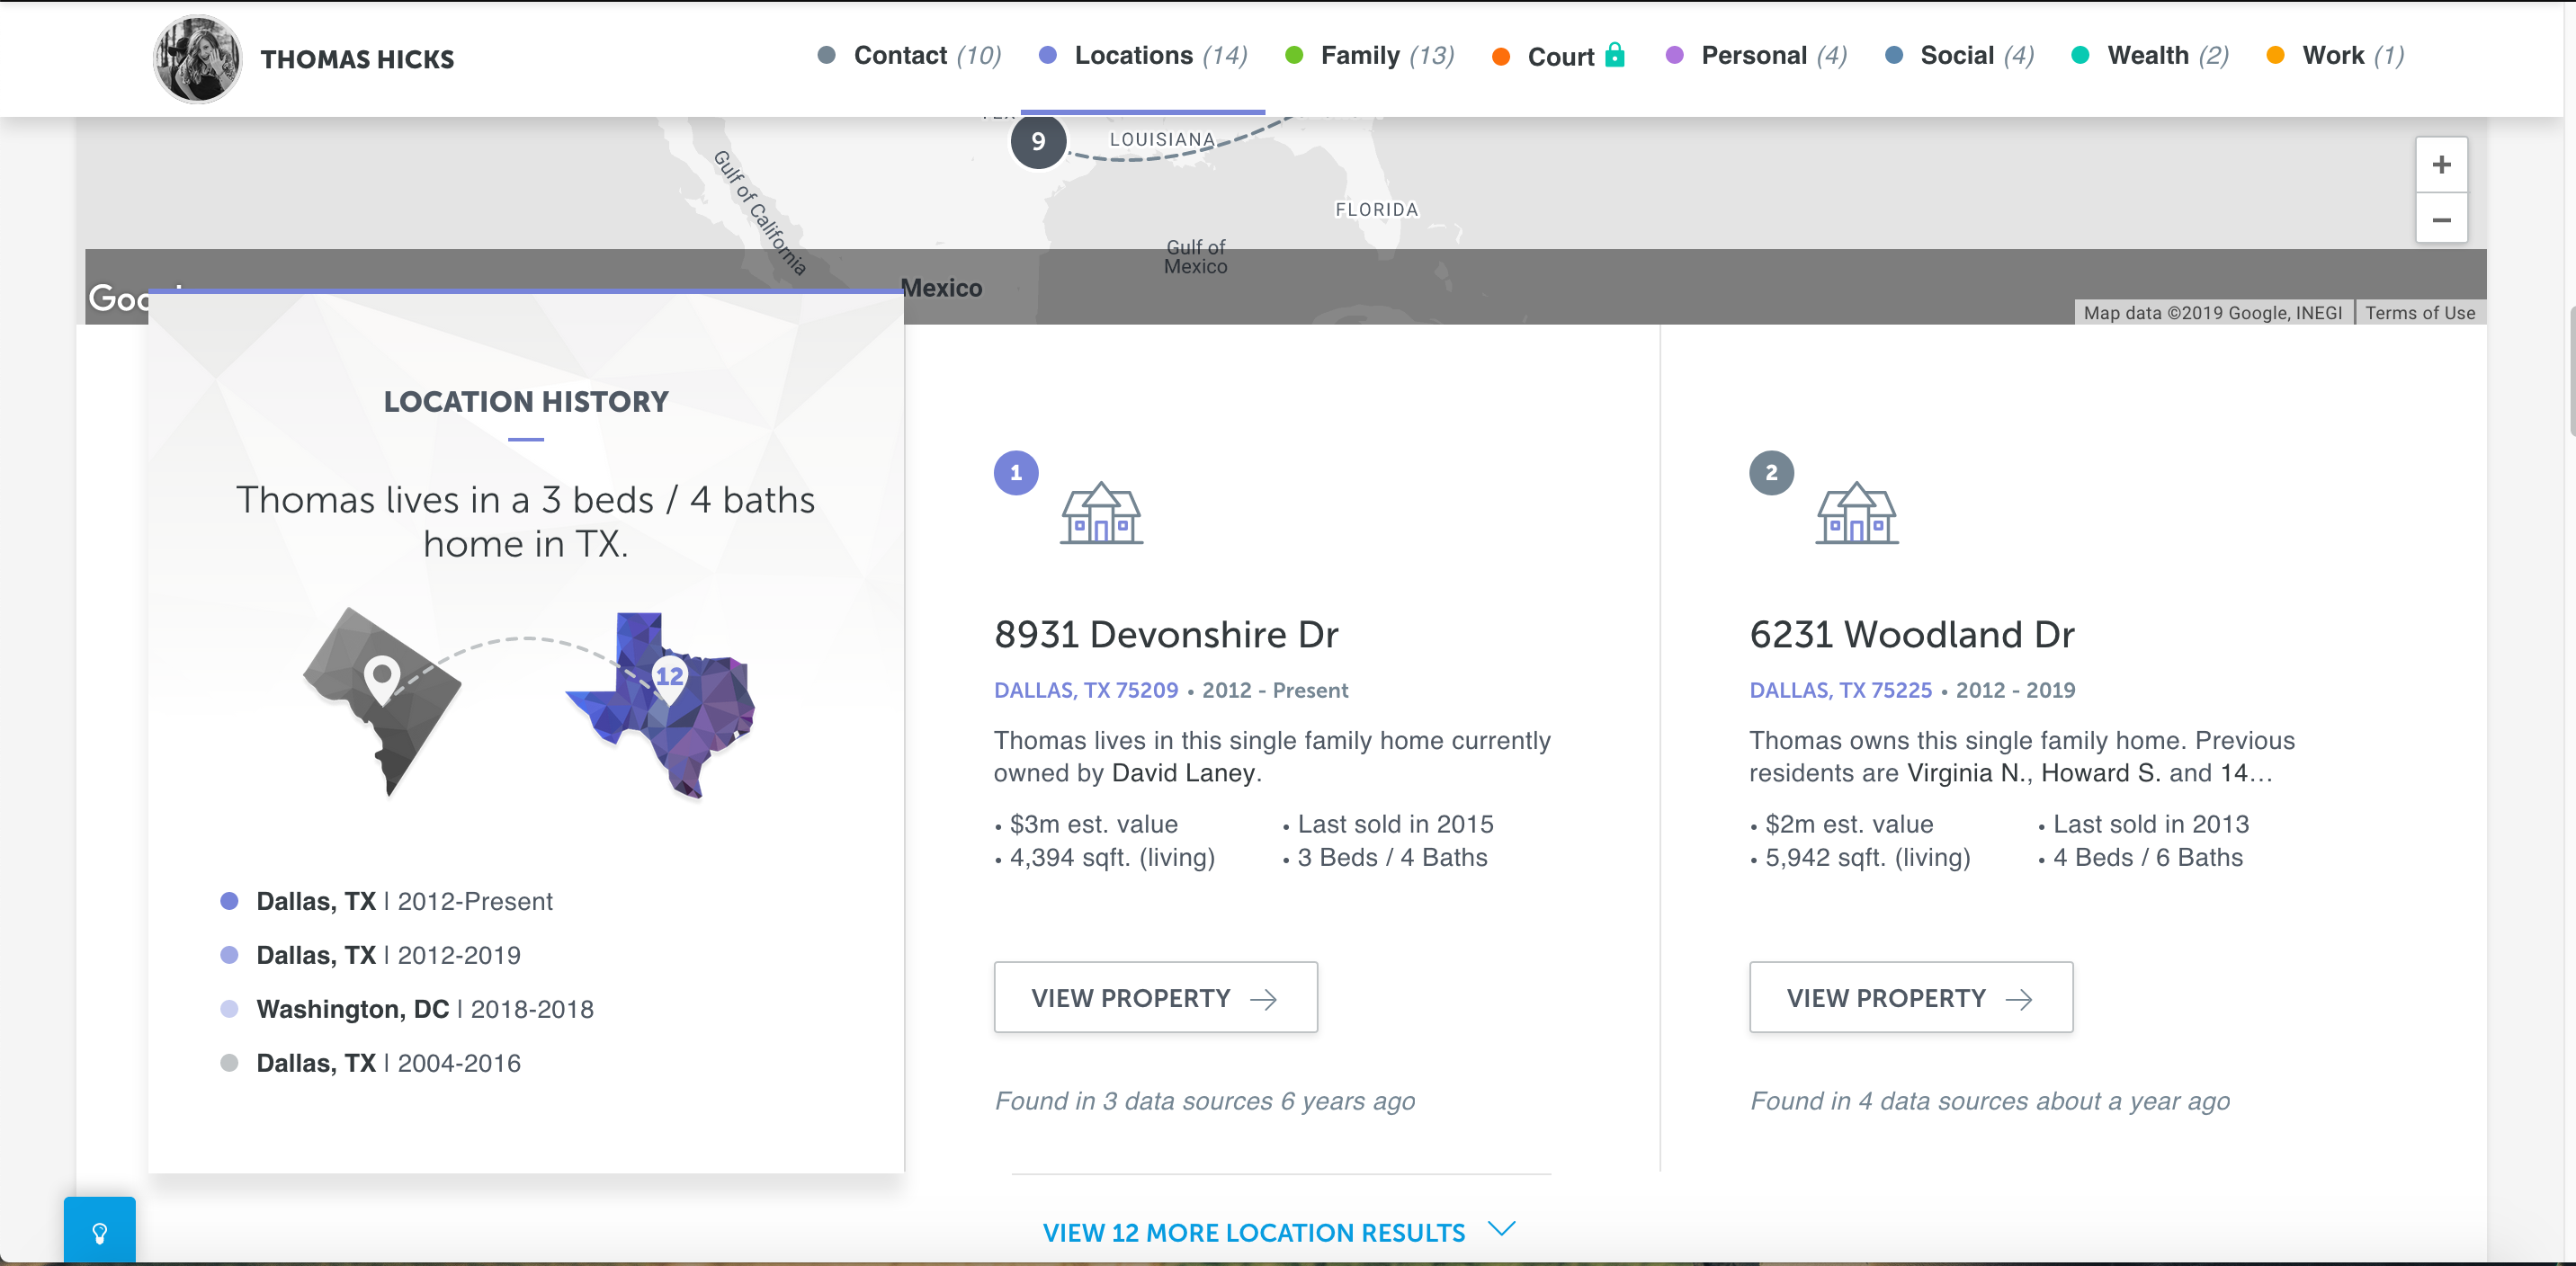 THOMAS HICKS
Contact (10)
Locations (14)
Family (13)
Court
Personal (4)
Social (4)
Wealth (2)
Work (1)
9
LOUISIANA
Gulf of California
FLORIDA
Gulf of
Mexico
Mexico
+
−
Map data ©2019 Google, INEGI
Terms of Use
LOCATION HISTORY
Thomas lives in a 3 beds / 4 baths
home in TX.
12
Dallas, TX | 2012-Present
Dallas, TX | 2012-2019
Washington, DC | 2018-2018
Dallas, TX | 2004-2016
1
8931 Devonshire Dr
DALLAS, TX 75209 • 2012 - Present
Thomas lives in this single family home currently
owned by David Laney.
• $3m est. value
• Last sold in 2015
• 4,394 sqft. (living)
• 3 Beds / 4 Baths
VIEW PROPERTY →
Found in 3 data sources 6 years ago
2
6231 Woodland Dr
DALLAS, TX 75225 • 2012 - 2019
Thomas owns this single family home. Previous
residents are Virginia N., Howard S. and 14...
• $2m est. value
• Last sold in 2013
• 5,942 sqft. (living)
• 4 Beds / 6 Baths
VIEW PROPERTY →
Found in 4 data sources about a year ago
VIEW 12 MORE LOCATION RESULTS